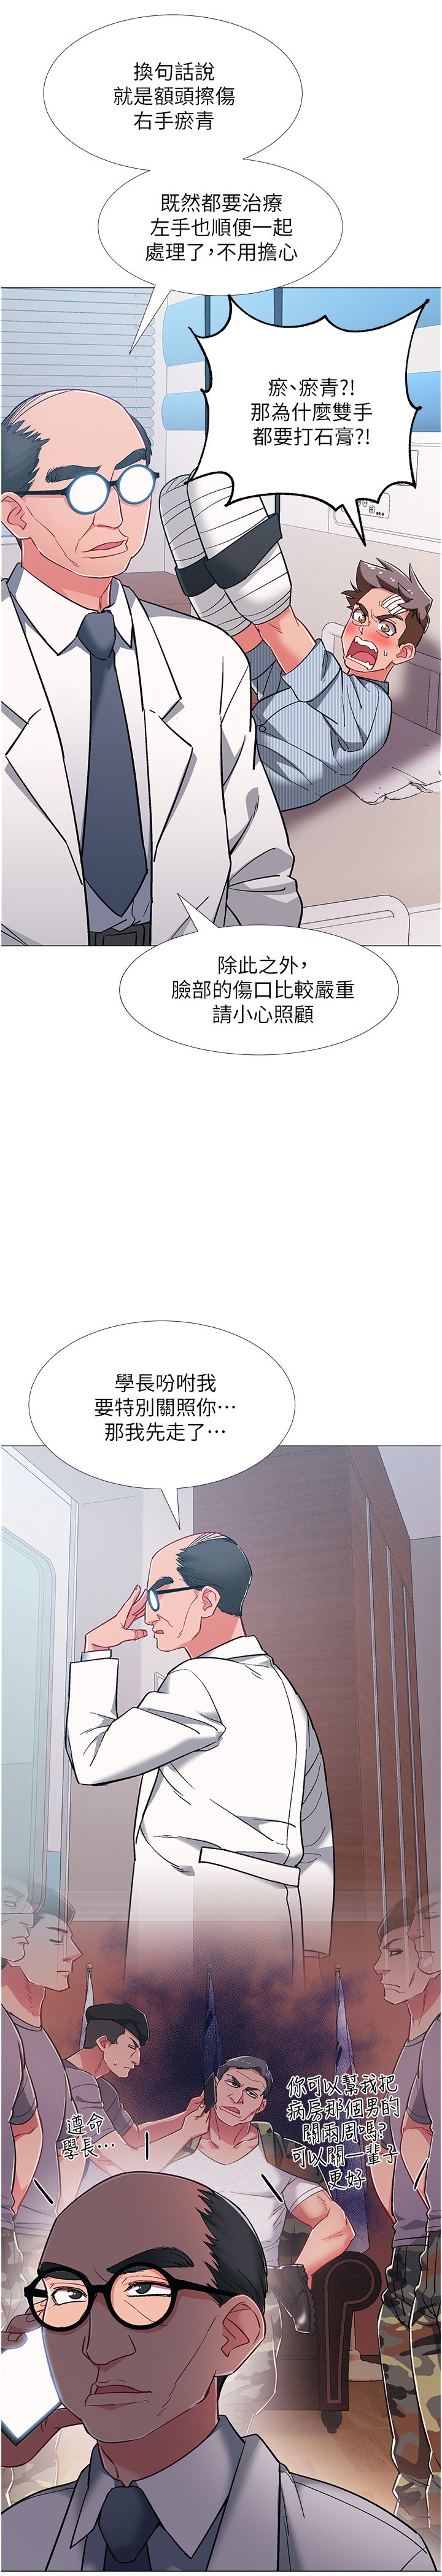 換句話說
就是額頭擦傷
右手瘀青
既然都要治療
左手也順便一起
處理了，不用擔心
瘀、瘀青?!
那為什麼雙手
都要打石膏?!
除此之外，
臉部的傷口比較嚴重
請小心照顧
學長吩咐我
要特別關照你⋯
那我先走了⋯
你可以幫我把
病房那個男的
關兩周嗎?
可以關一輩子
更好
遵命
學長⋯